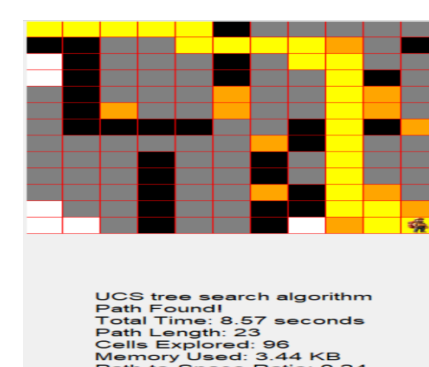 UCS tree search algorithm
Path Found!
Total Time: 8.57 seconds
Path Length: 23
Cells Explored: 96
Memory Used: 3.44 KB